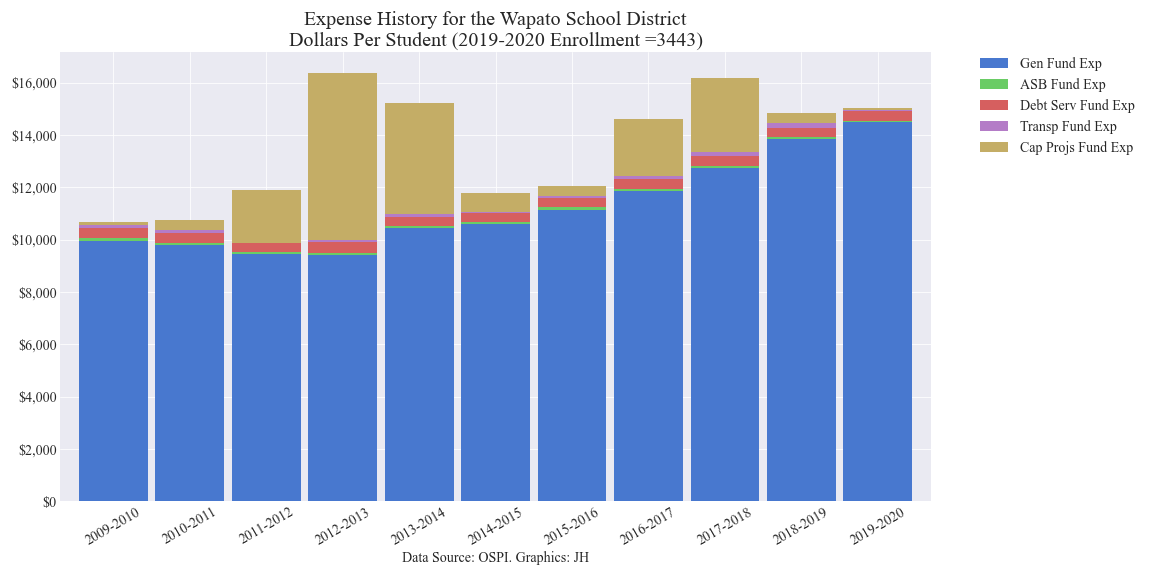 Expense History for the Wapato School District
Dollars Per Student (2019-2020 Enrollment =3443)
Gen Fund Exp
ASB Fund Exp
Debt Serv Fund Exp
Transp Fund Exp
Cap Projs Fund Exp
$16,000
$14,000
$12,000
$10,000
$8,000
$6,000
$4,000
$2,000
$0
2009-2010
2010-2011
2011-2012
2012-2013
2013-2014
2014-2015
2015-2016
2016-2017
2017-2018
2018-2019
2019-2020
Data Source: OSPI. Graphics: JH